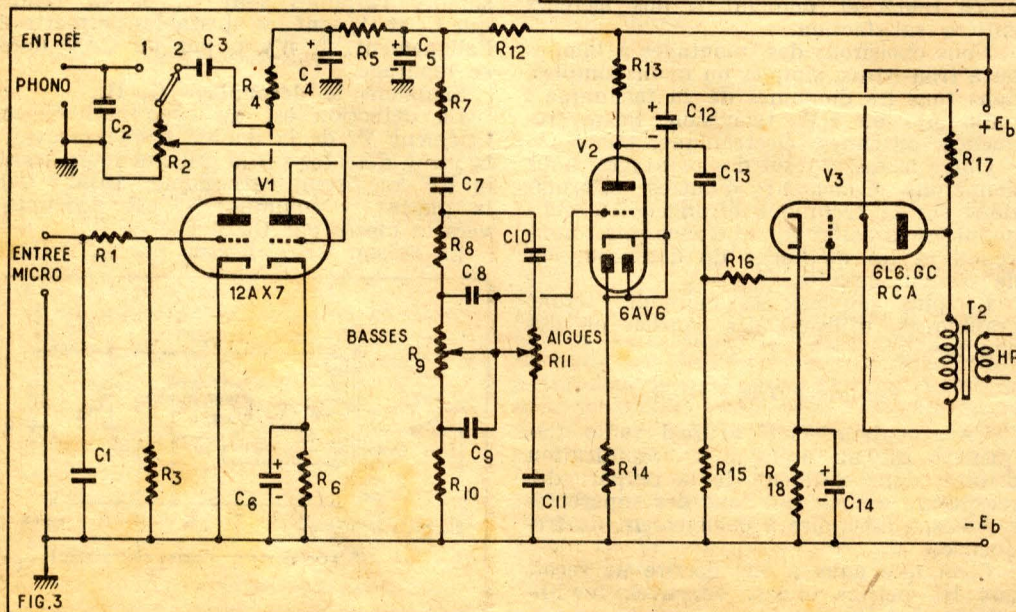 ENTRÉE
PHONO
1
2
C3
C2
R2
R4
C4
R5
C5
R7
R12
R13
V1
12AX7
ENTREE
MICRO
R1
C1
R3
C6
R6
C7
R8
C8
BASSES
R9
C9
R10
C10
AIGUES
R11
C11
V2
6AV6
C12
C13
R14
R15
R16
V3
6L6.GC
RCA
R17
+Eb
T2
HP
R18
C14
-Eb
FIG.3